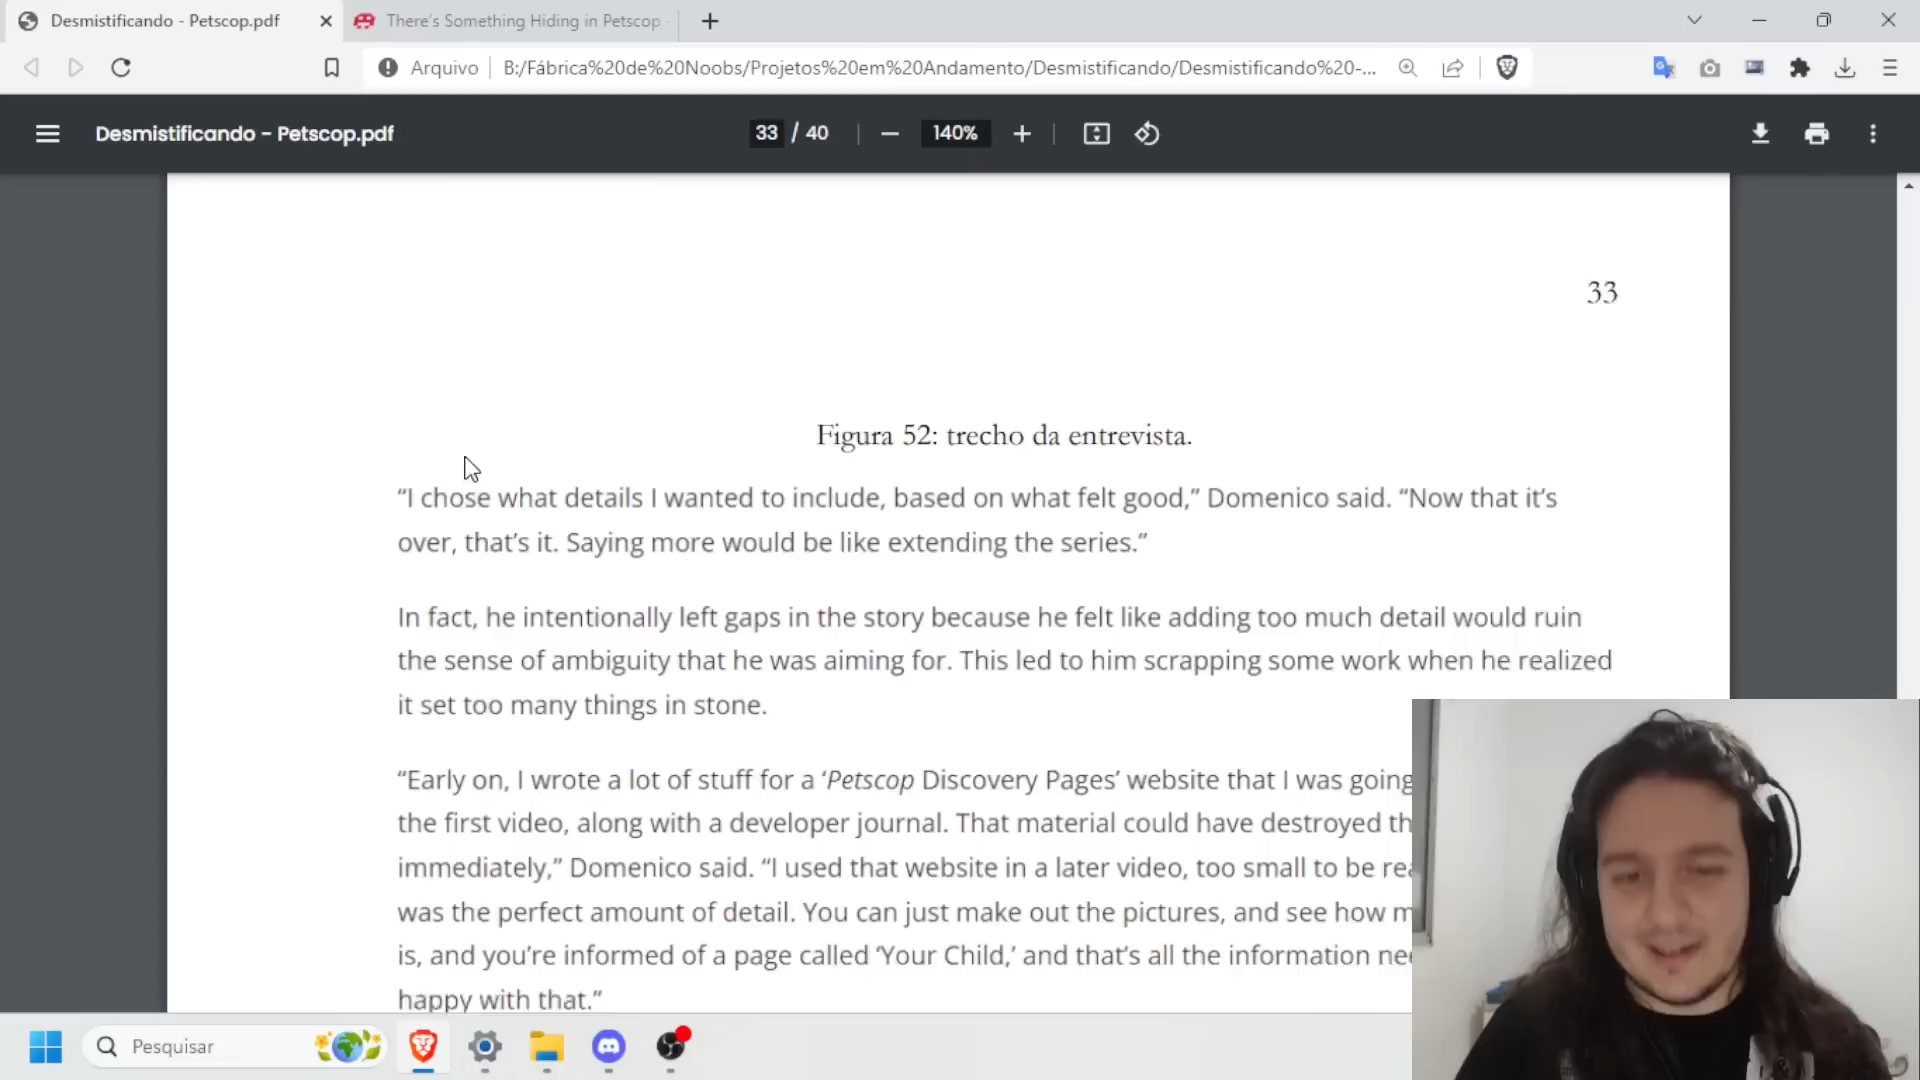 Desmistificando - Petscop.pdf
There's Something Hiding in Petscop
Arquivo
B:/Fábrica%20de%20Noobs/Projetos%20em%20Andamento/Desmistificando/Desmistificando%20-...
Desmistificando - Petscop.pdf
33 / 40
140%
33
Figura 52: trecho da entrevista.
“I chose what details I wanted to include, based on what felt good,” Domenico said. “Now that it’s
over, that’s it. Saying more would be like extending the series.”
In fact, he intentionally left gaps in the story because he felt like adding too much detail would ruin
the sense of ambiguity that he was aiming for. This led to him scrapping some work when he realized
it set too many things in stone.
“Early on, I wrote a lot of stuff for a ‘Petscop Discovery Pages’ website that I was going
the first video, along with a developer journal. That material could have destroyed
immediately,” Domenico said. “I used that website in a later video, too small to be
was the perfect amount of detail. You can just make out the pictures, and see how
is, and you’re informed of a page called ‘Your Child,’ and that’s all the information
happy with that.”
Pesquisar